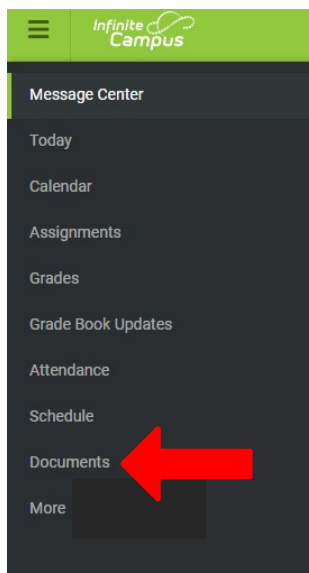 Infinite
Campus
Message Center
Today
Calendar
Assignments
Grades
Grade Book Updates
Attendance
Schedule
Documents
More